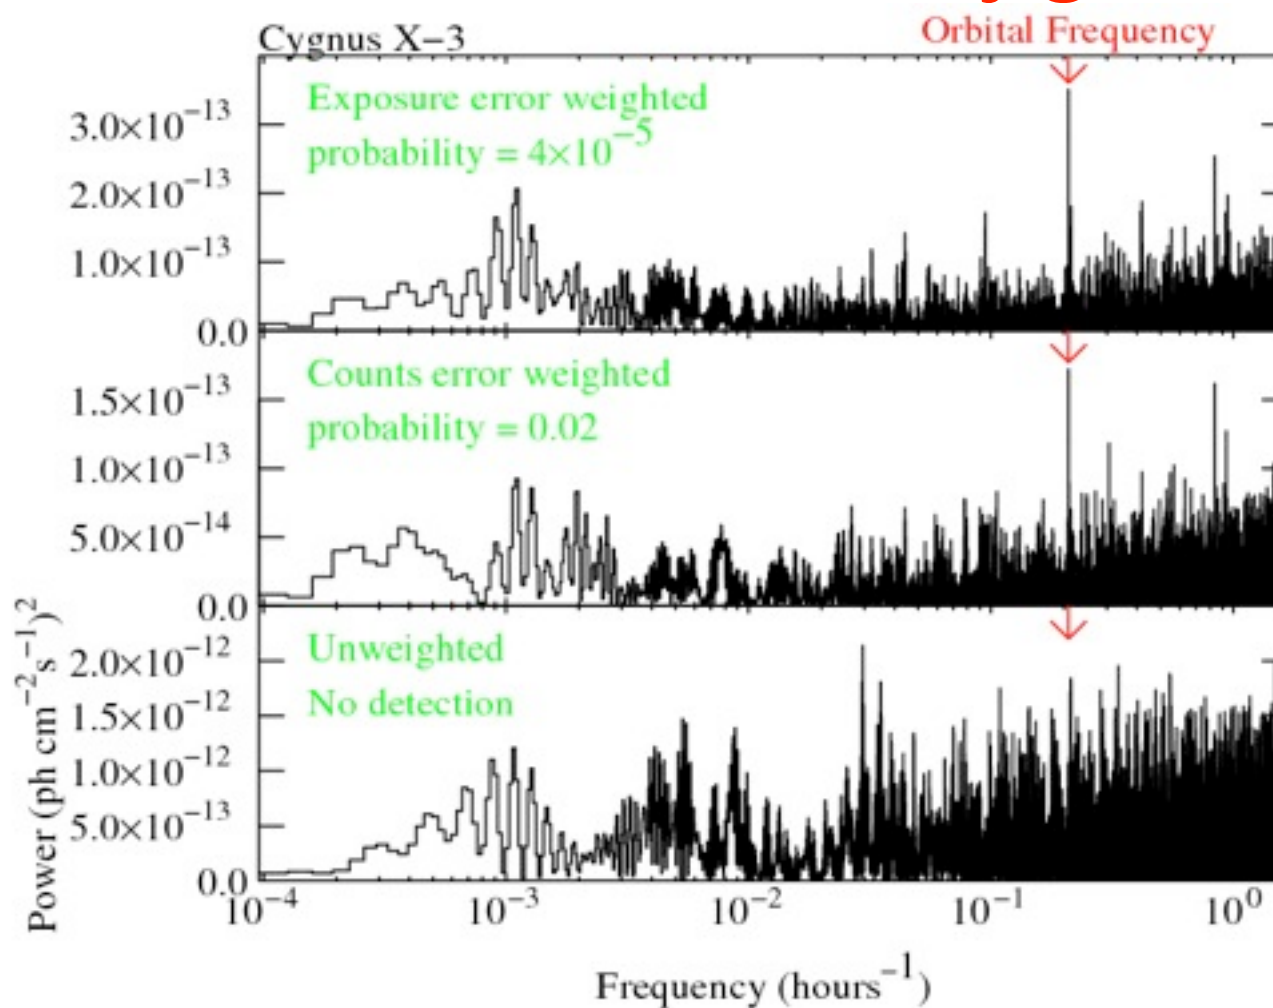 Cygnus X−3
Orbital Frequency
Exposure error weighted
probability = 4×10⁻⁵
3.0×10⁻¹³
2.0×10⁻¹³
1.0×10⁻¹³
0.0
Counts error weighted
probability = 0.02
1.5×10⁻¹³
1.0×10⁻¹³
5.0×10⁻¹⁴
0.0
Unweighted
No detection
2.0×10⁻¹²
1.5×10⁻¹²
1.0×10⁻¹²
5.0×10⁻¹³
0.0
Power (ph cm⁻²s⁻¹)²
10⁻⁴ 10⁻³ 10⁻² 10⁻¹ 10⁰
Frequency (hours⁻¹)